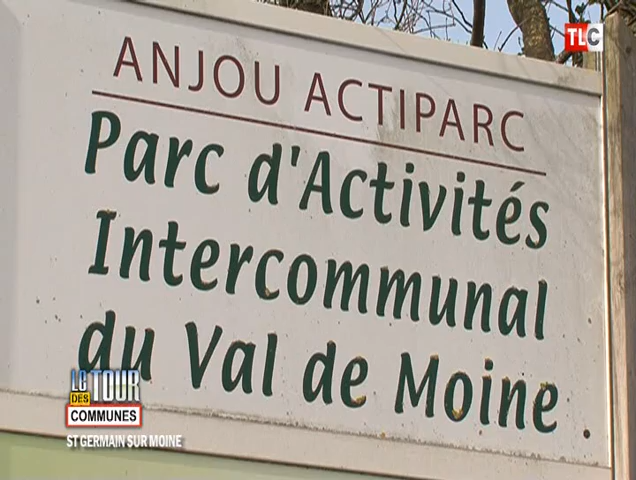 TLC
ANJOU ACTIPARC
Parc d'Activités
Intercommunal
du Val de Moine
Le TOUR
DES
COMMUNES
ST GERMAIN SUR MOINE